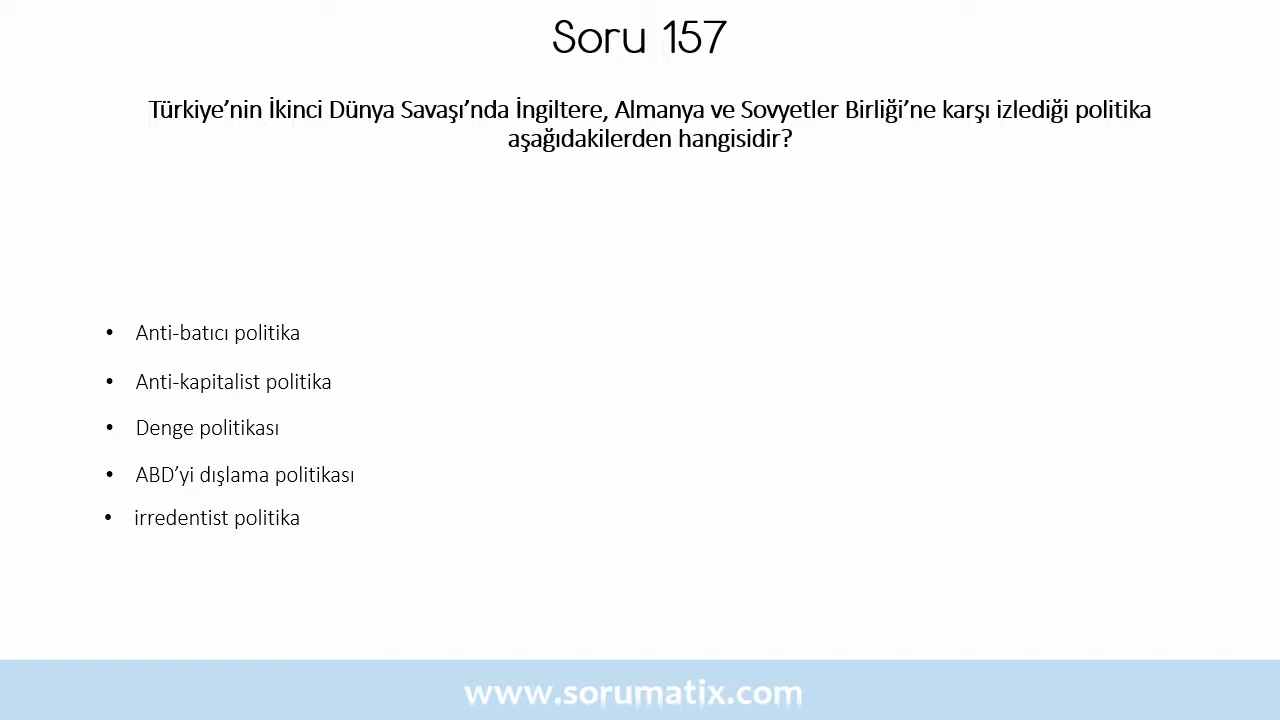 Soru 157
Türkiye’nin İkinci Dünya Savaşı’nda İngiltere, Almanya ve Sovyetler Birliği’ne karşı izlediği politika
aşağıdakilerden hangisidir?
• Anti-batıcı politika
• Anti-kapitalist politika
• Denge politikası
• ABD’yi dışlama politikası
• irredentist politika
www.sorumatix.com